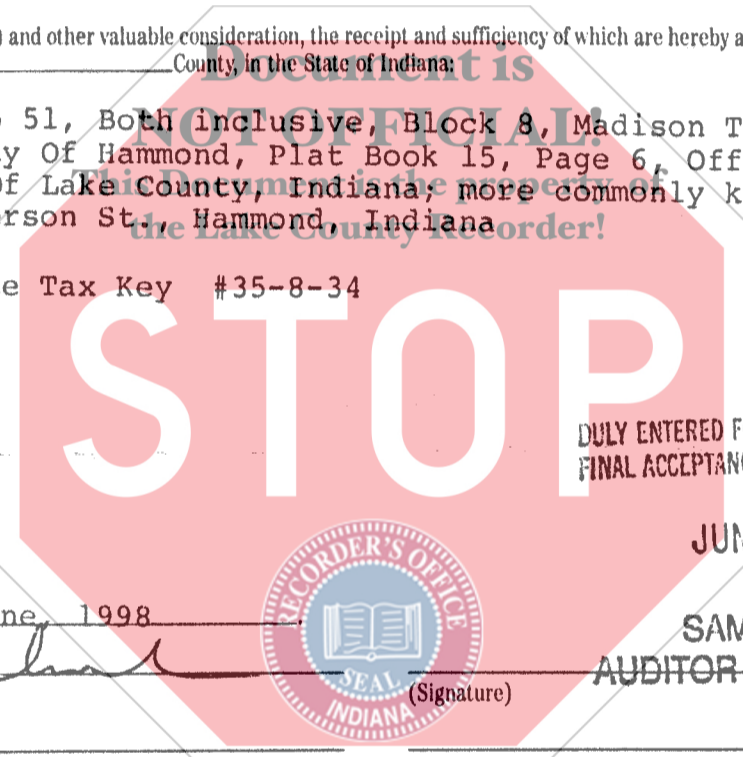 ) and other valuable consideration, the receipt and sufficiency of which are hereby a
County, in the State of Indiana:
Document is
51, Both inclusive, Block 8, Madison T
NOT OFFICIAL!
y Of Hammond, Plat Book 15, Page 6, Off
This Document is the property of
Of Lake County, Indiana; more commonly k
the Lake County Recorder!
rson St., Hammond, Indiana
e Tax Key #35-8-34
STOP
DULY ENTERED F
FINAL ACCEPTAN
JUN
RECORDER'S OFFICE
SEAL
INDIANA
ne, 1998.
SAM
AUDITOR
(Signature)